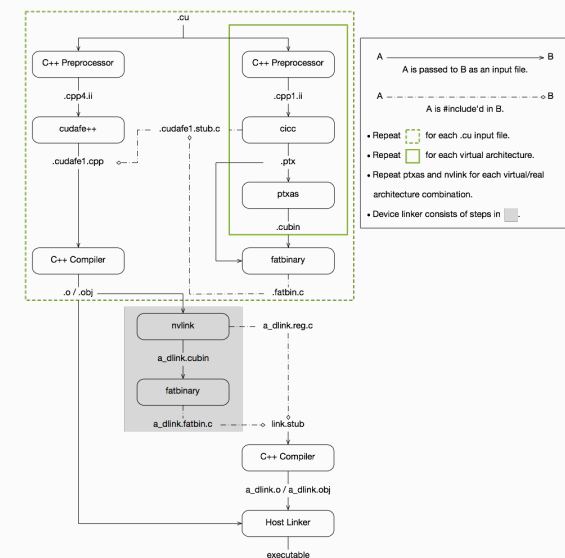 .cu
C++ Preprocessor
C++ Preprocessor
.cpp4.ii
.cpp1.ii
cudafe++
.cudafe1.stub.c
cicc
.cudafe1.cpp
.ptx
ptxas
.cubin
C++ Compiler
fatbinary
.o / .obj
.fatbin.c
nvlink
a_dlink.reg.c
a_dlink.cubin
fatbinary
a_dlink.fatbin.c
link.stub
C++ Compiler
a_dlink.o / a_dlink.obj
Host Linker
executable
A B
A is passed to B as an input file.
A B
A is #include'd in B.
• Repeat for each .cu input file.
• Repeat for each virtual architecture.
• Repeat ptxas and nvlink for each virtual/real
architecture combination.
• Device linker consists of steps in .